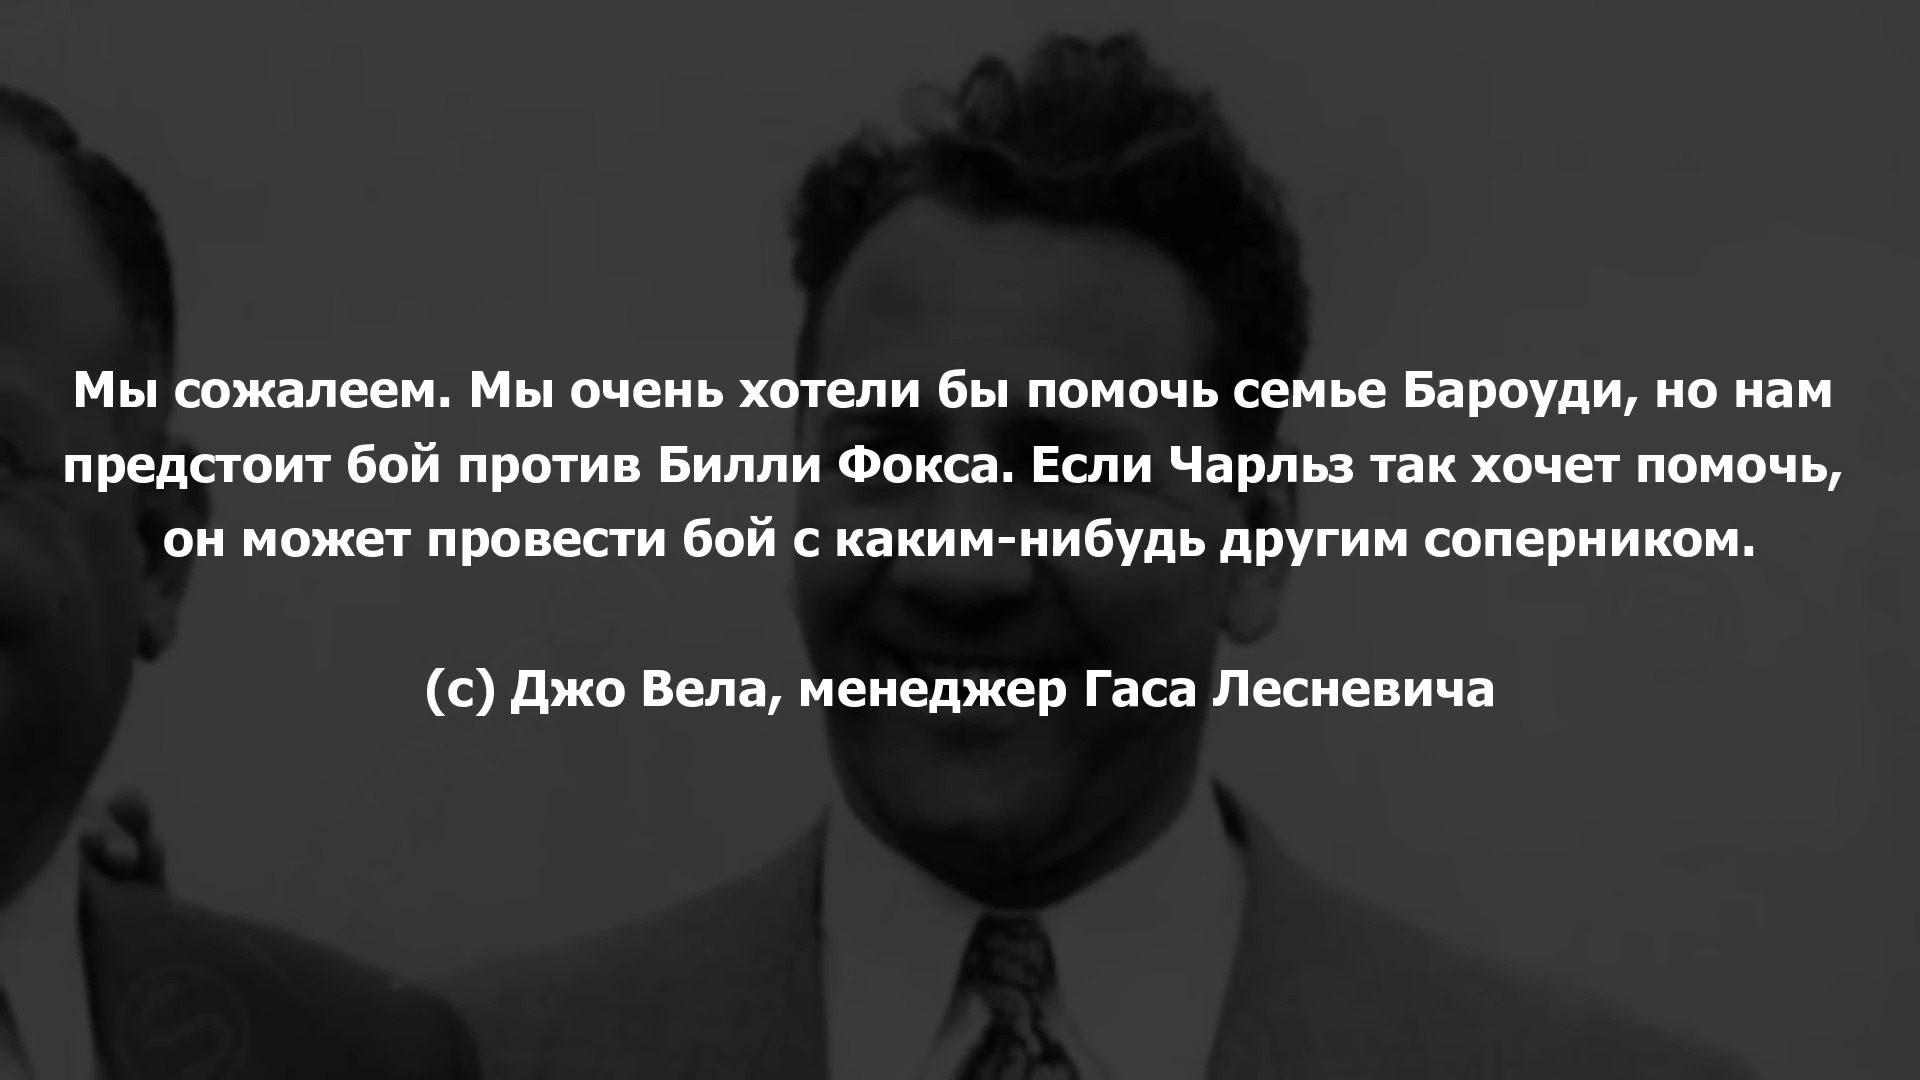 Мы сожалеем. Мы очень хотели бы помочь семье Бароуди, но нам
предстоит бой против Билли Фокса. Если Чарльз так хочет помочь,
он может провести бой с каким-нибудь другим соперником.
(с) Джо Вела, менеджер Гаса Лесневича